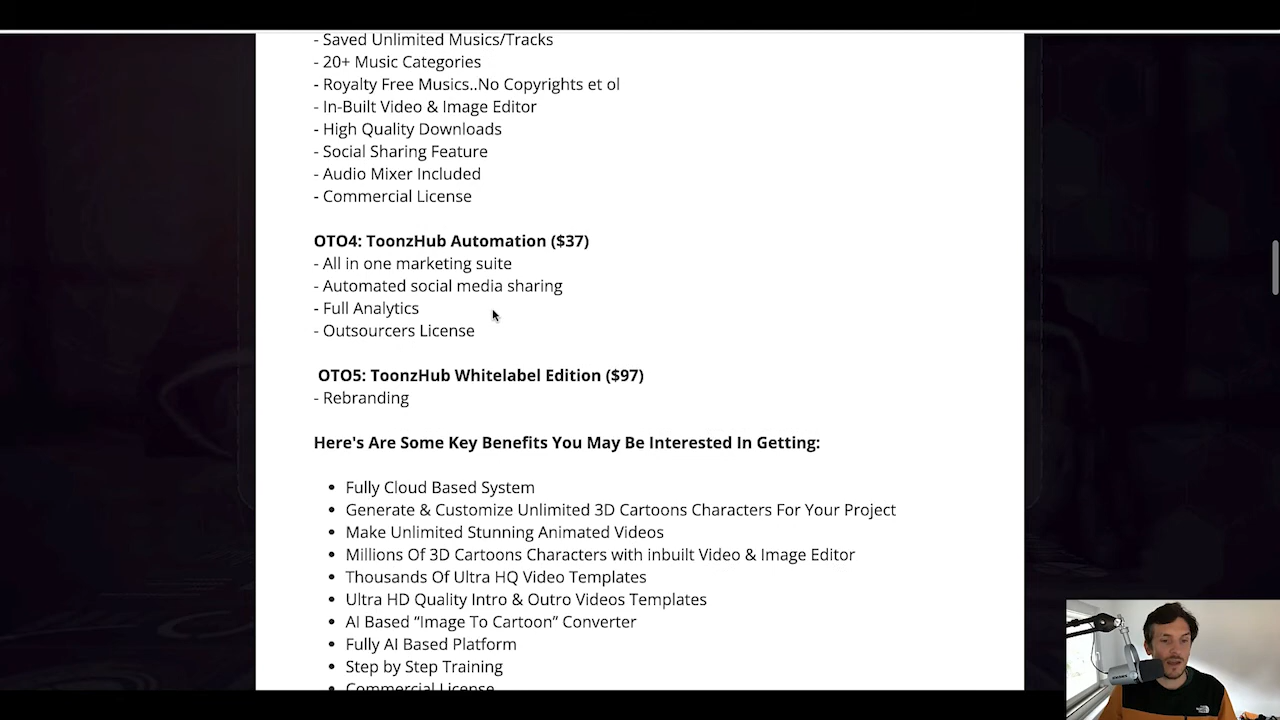 - Saved Unlimited Musics/Tracks
- 20+ Music Categories
- Royalty Free Musics..No Copyrights et ol
- In-Built Video & Image Editor
- High Quality Downloads
- Social Sharing Feature
- Audio Mixer Included
- Commercial License
OTO4: ToonzHub Automation ($37)
- All in one marketing suite
- Automated social media sharing
- Full Analytics
- Outsourcers License
OTO5: ToonzHub Whitelabel Edition ($97)
- Rebranding
Here's Are Some Key Benefits You May Be Interested In Getting:
• Fully Cloud Based System
• Generate & Customize Unlimited 3D Cartoons Characters For Your Project
• Make Unlimited Stunning Animated Videos
• Millions Of 3D Cartoons Characters with inbuilt Video & Image Editor
• Thousands Of Ultra HQ Video Templates
• Ultra HD Quality Intro & Outro Videos Templates
• AI Based “Image To Cartoon” Converter
• Fully AI Based Platform
• Step by Step Training
• Commercial License